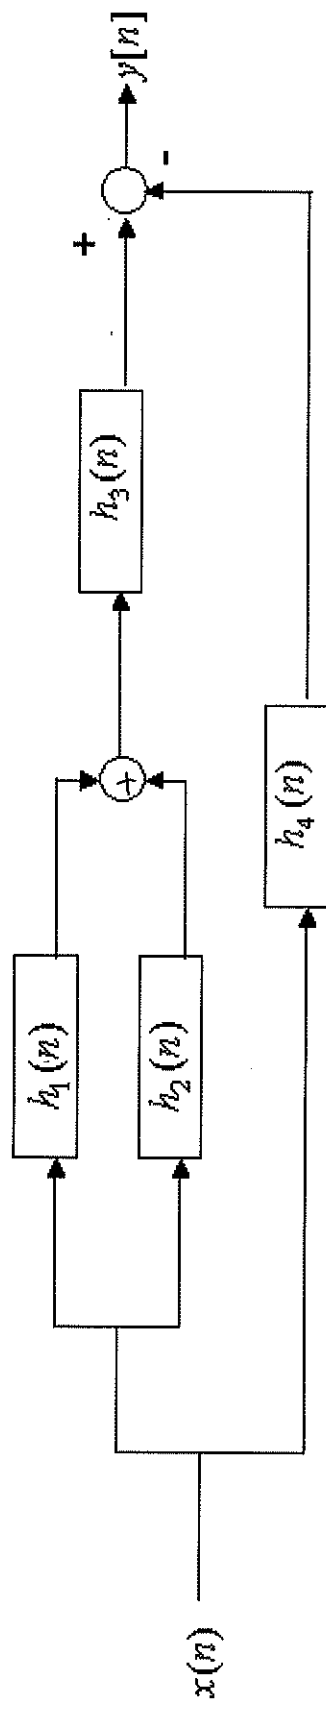 x(n)
h₁(n)
h₂(n)
+
h₃(n)
h₄(n)
+
-
y[n]